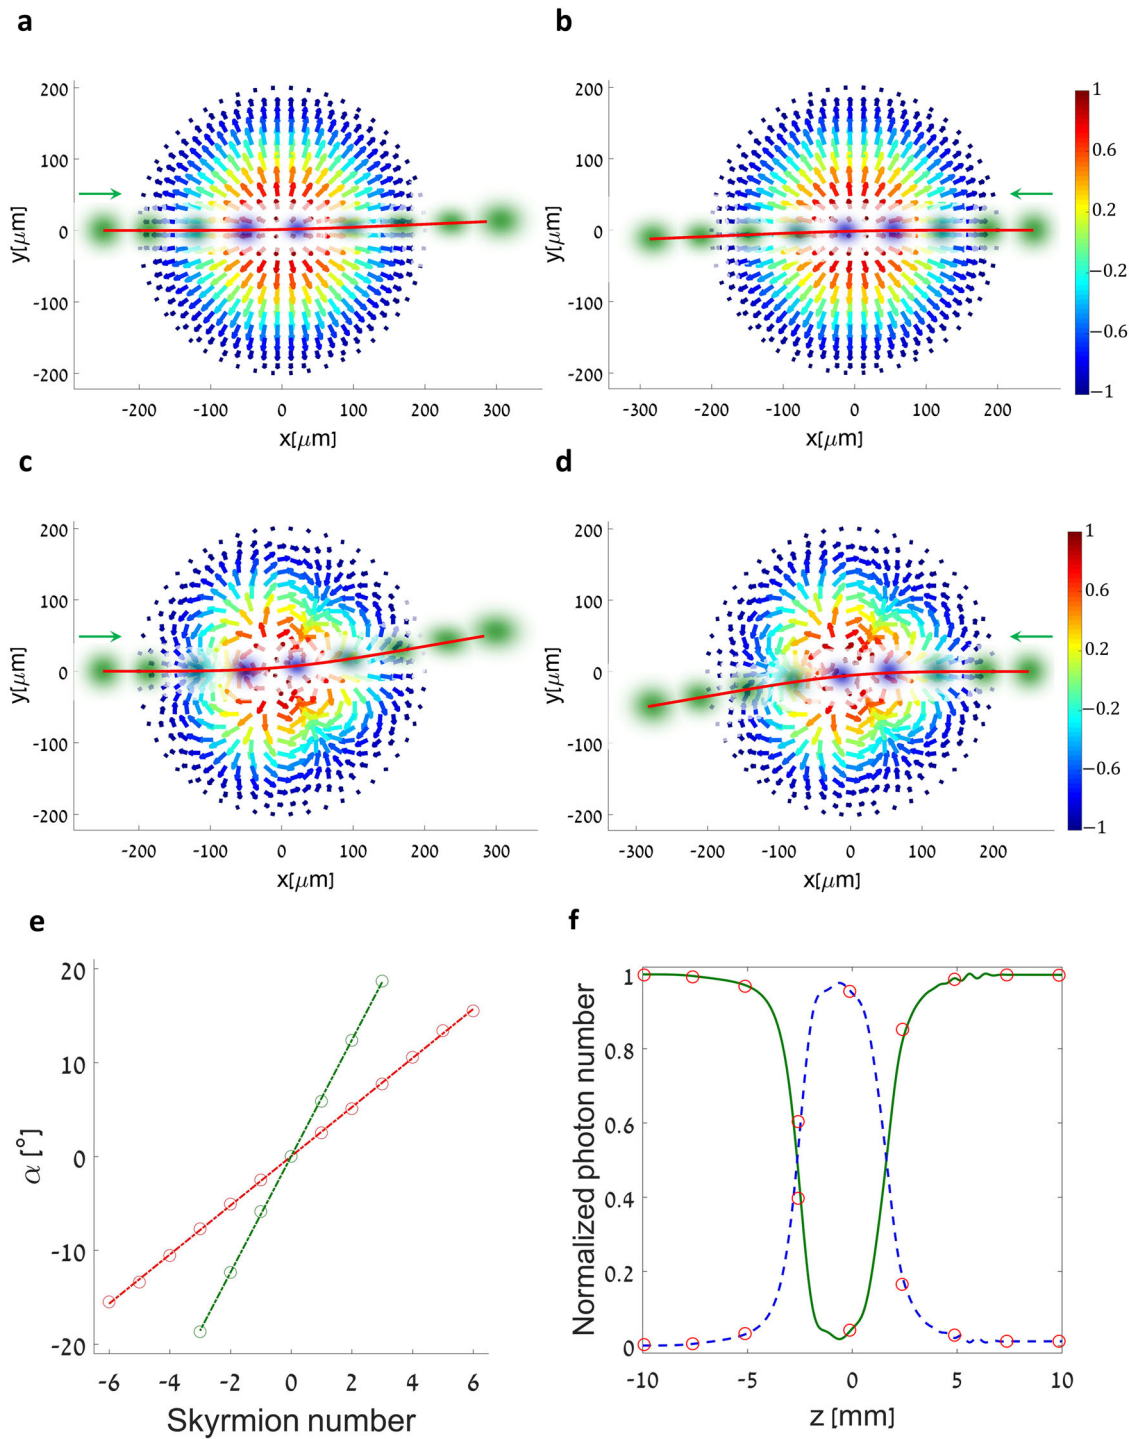 a
b
200
100
0
-100
-200
y[μm]
-200 -100 0 100 200 300
x[μm]
200
100
0
-100
-200
y[μm]
-300 -200 -100 0 100 200
x[μm]
1
0.6
0.2
−0.2
−0.6
−1
c
d
200
100
0
-100
200
y[μm]
-200 -100 0 100 200 300
x[μm]
200
100
0
-100
-200
y[μm]
-300 -200 -100 0 100 200
x[μm]
1
0.6
0.2
−0.2
−0.6
−1
e
f
20
10
0
-10
-20
α [°]
-6 -4 -2 0 2 4 6
Skyrmion number
1
0.8
0.6
0.4
0.2
0
Normalized photon number
-10 -5 0 5 10
z [mm]